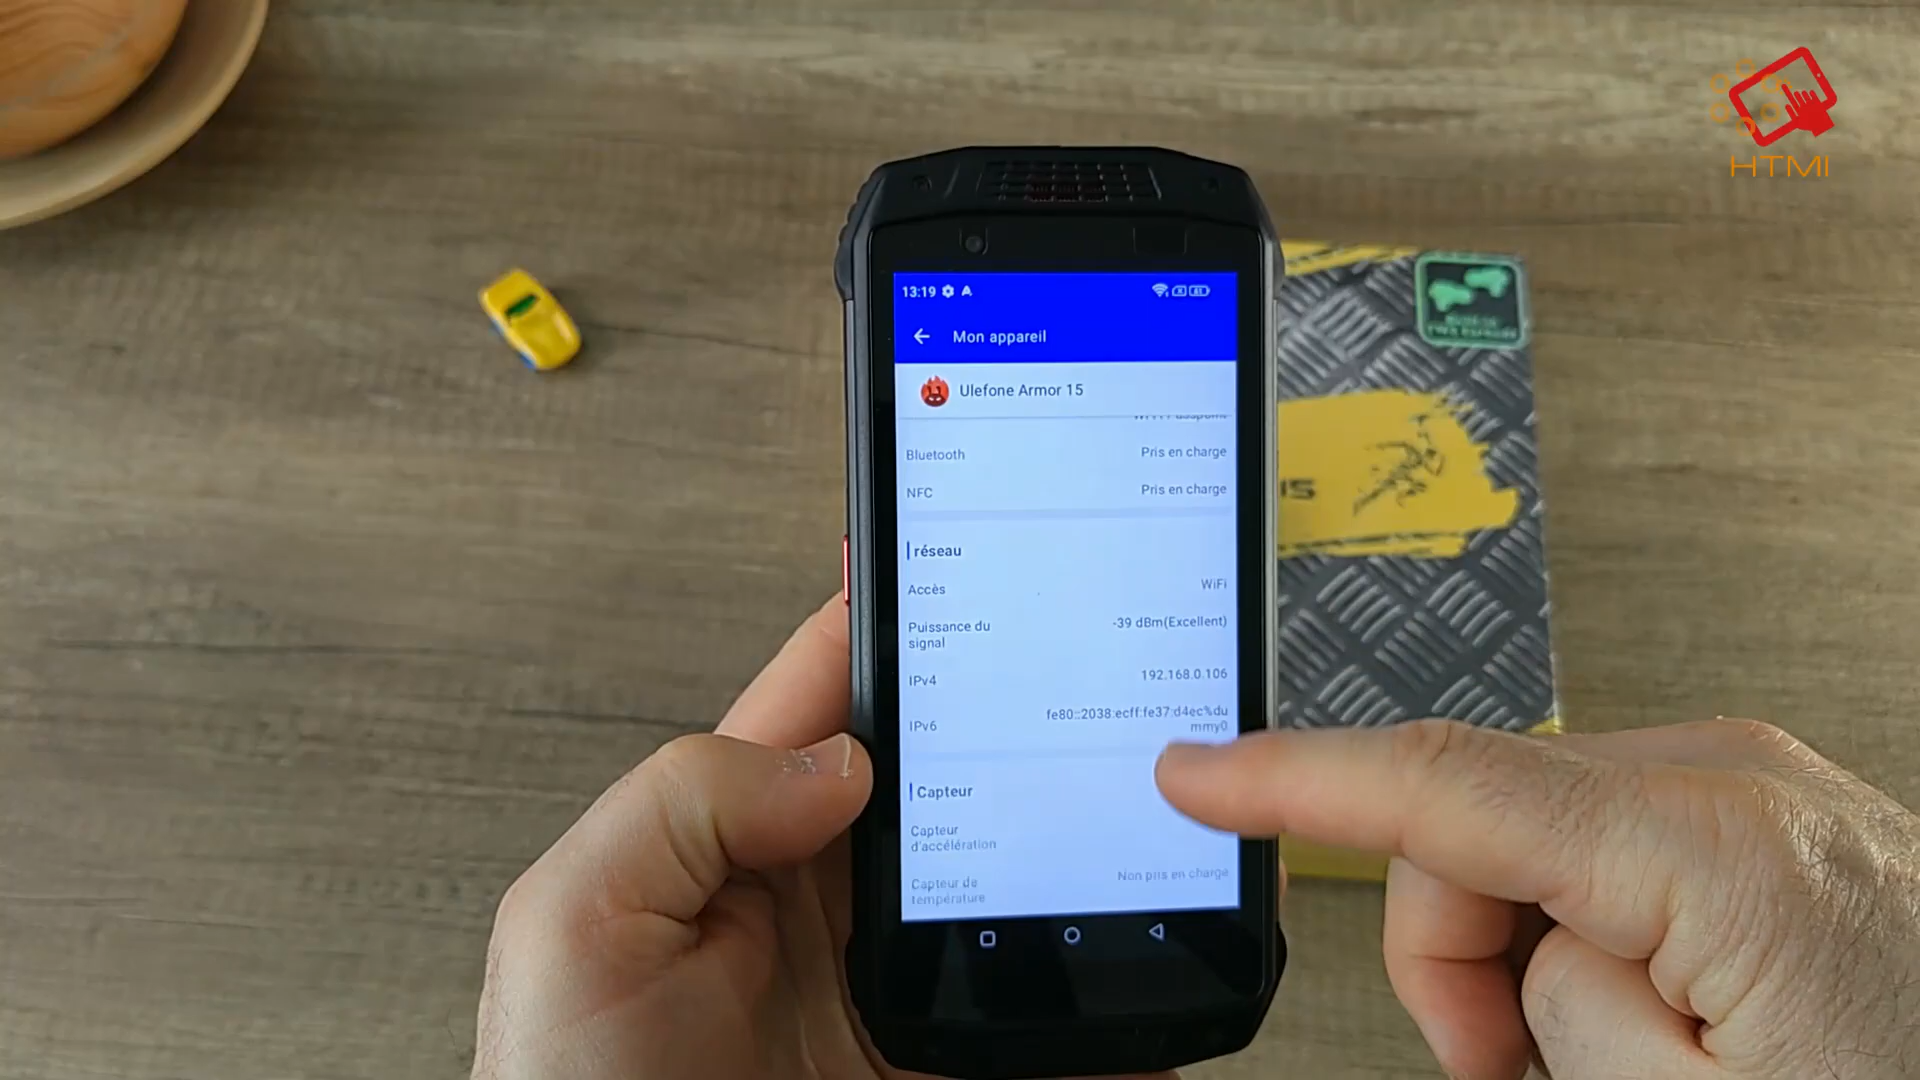 HTMI
13:19
Mon appareil
Ulefone Armor 15
Bluetooth Pris en charge
NFC Pris en charge
réseau
Accès WiFi
Puissance du signal -39 dBm(Excellent)
IPv4 192.168.0.106
IPv6 fe80::2038:ecff:fe37:d4ec%du
mmy0
Capteur
Capteur
d'accélération
Capteur de
température Non pris en charge
15